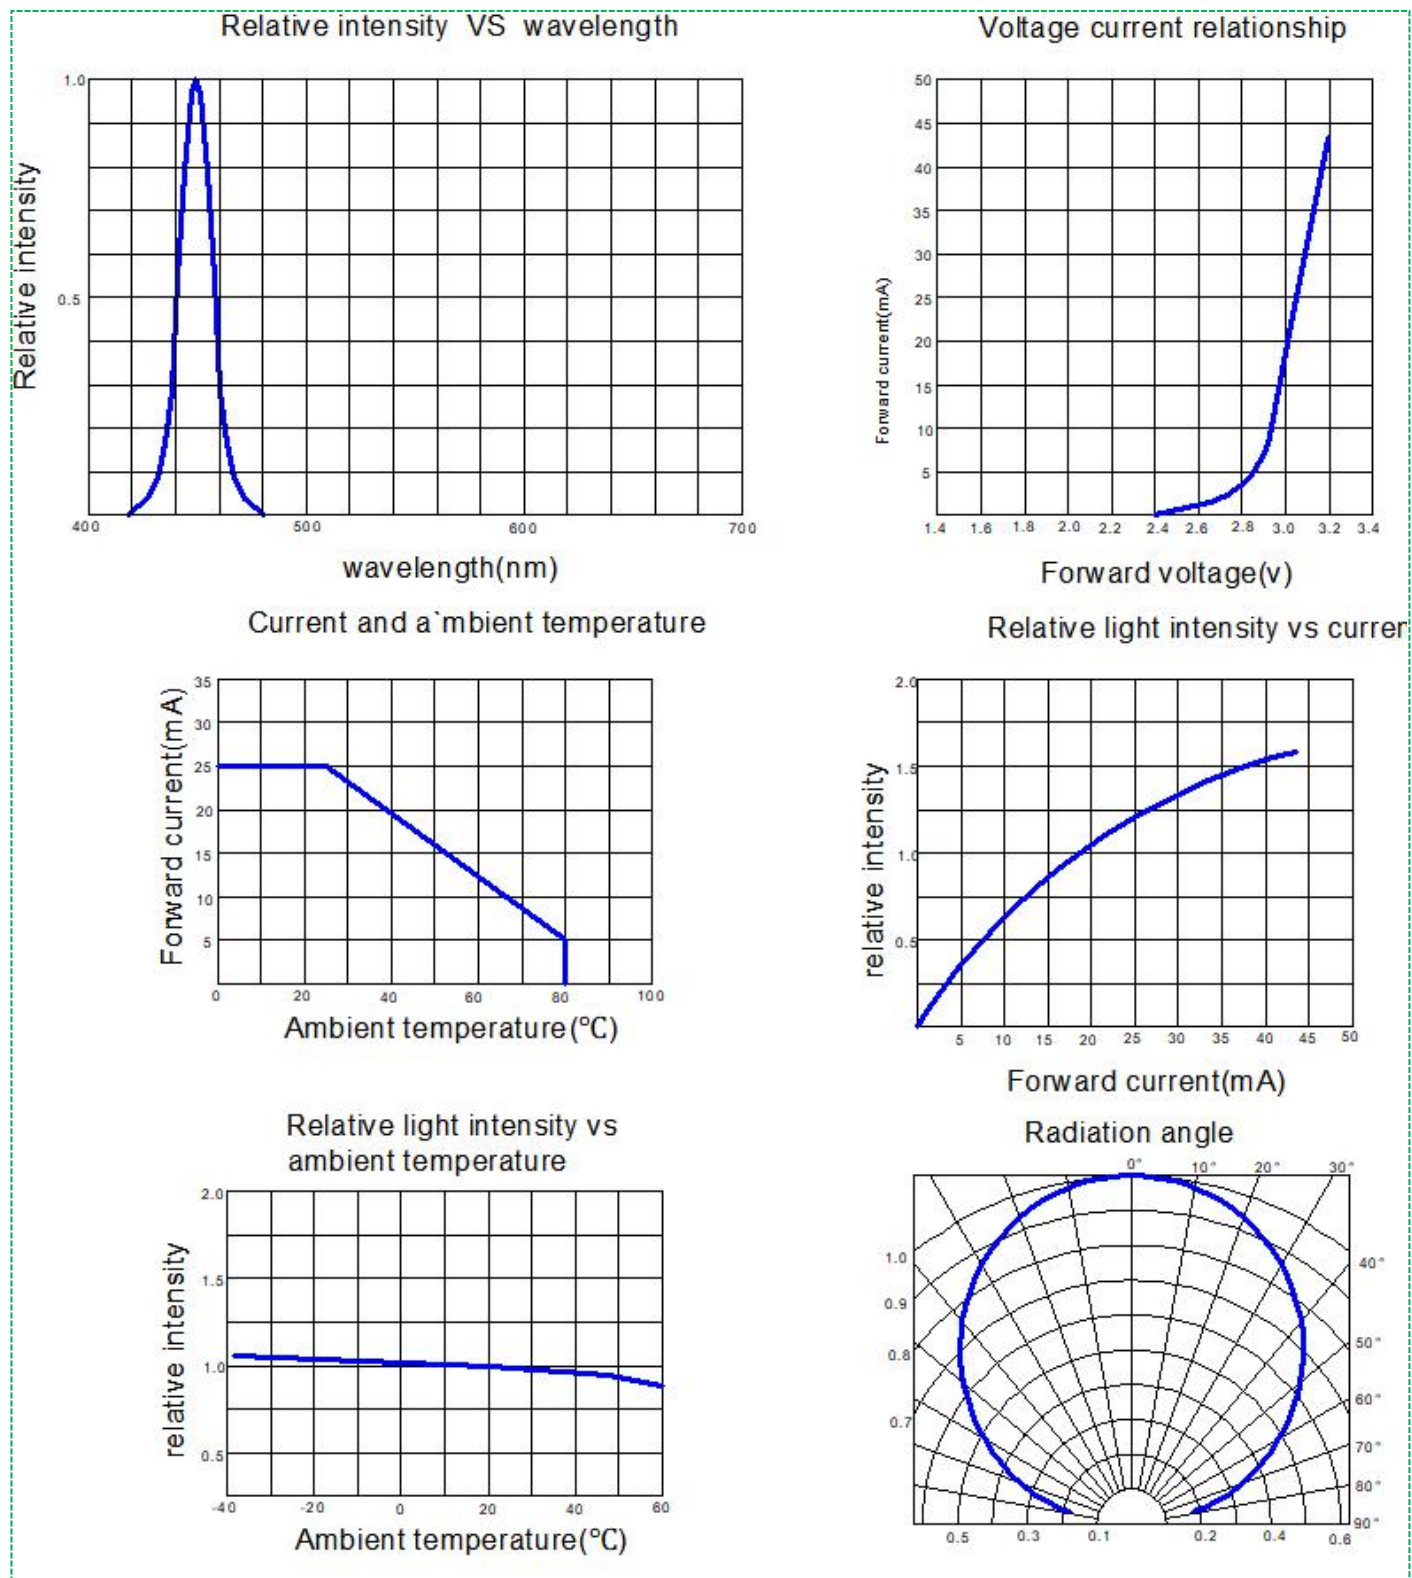 Relative intensity VS wavelength
Relative intensity
1.0
0.5
400 500 600 700
wavelength(nm)
Voltage current relationship
Forward current(mA)
50
45
40
35
30
25
20
15
10
5
1.4 1.6 1.8 2.0 2.2 2.4 2.6 2.8 3.0 3.2 3.4
Forward voltage(v)
Current and a`mbient temperature
Forward current(mA)
35
30
25
20
15
10
5
0 20 40 60 80 100
Ambient temperature(℃)
Relative light intensity vs curren
relative intensity
2.0
1.5
1.0
0.5
5 10 15 20 25 30 35 40 45 50
Forward current(mA)
Relative light intensity vs
ambient temperature
relative intensity
2.0
1.5
1.0
0.5
-40 -20 0 20 40 60
Ambient temperature(℃)
Radiation angle
0° 10° 20° 30°
1.0 40°
0.9
50°
0.8
60°
0.7
70°
80°
90°
0.5 0.3 0.1 0.2 0.4 0.6